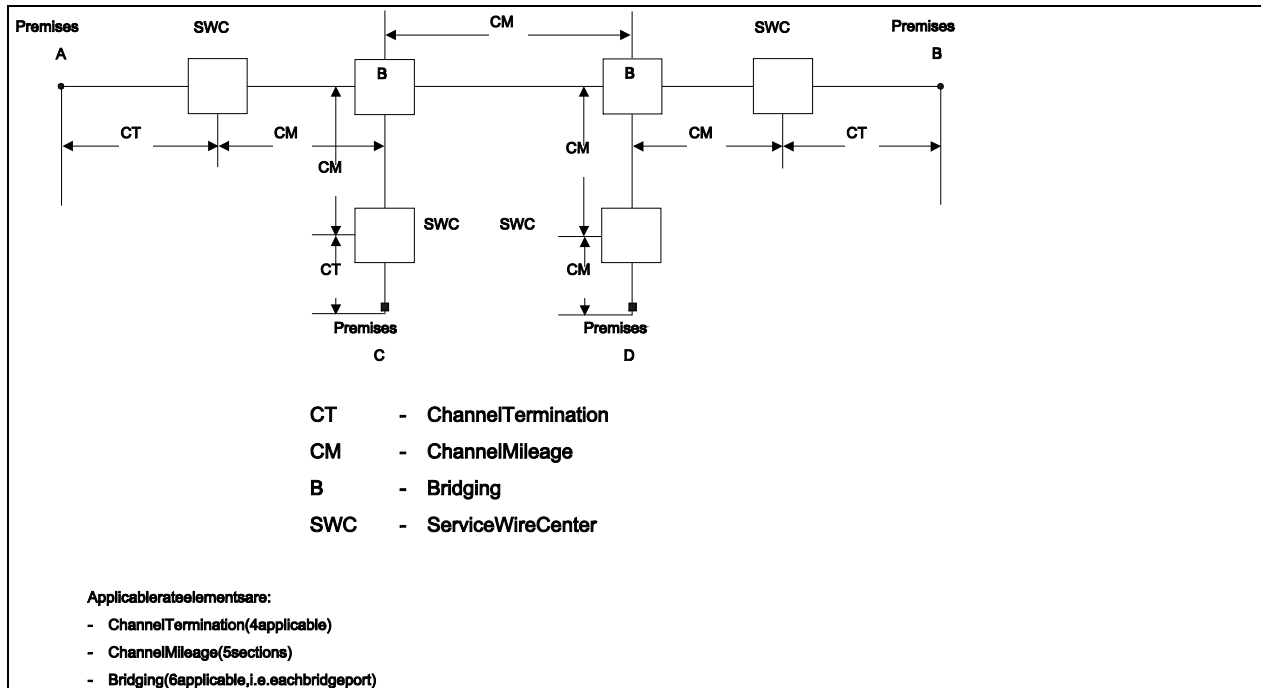 Premises SWC CM SWC Premises
A B B B
CT CM CM CM CM CT
SWC SWC
CT CM
Premises Premises
C D
CT - ChannelTermination
CM - ChannelMileage
B - Bridging
SWC - ServiceWireCenter
Applicablerateelementsare:
- ChannelTermination(4applicable)
- ChannelMileage(5sections)
- Bridging(6applicable,i.e.eachbridgeport)